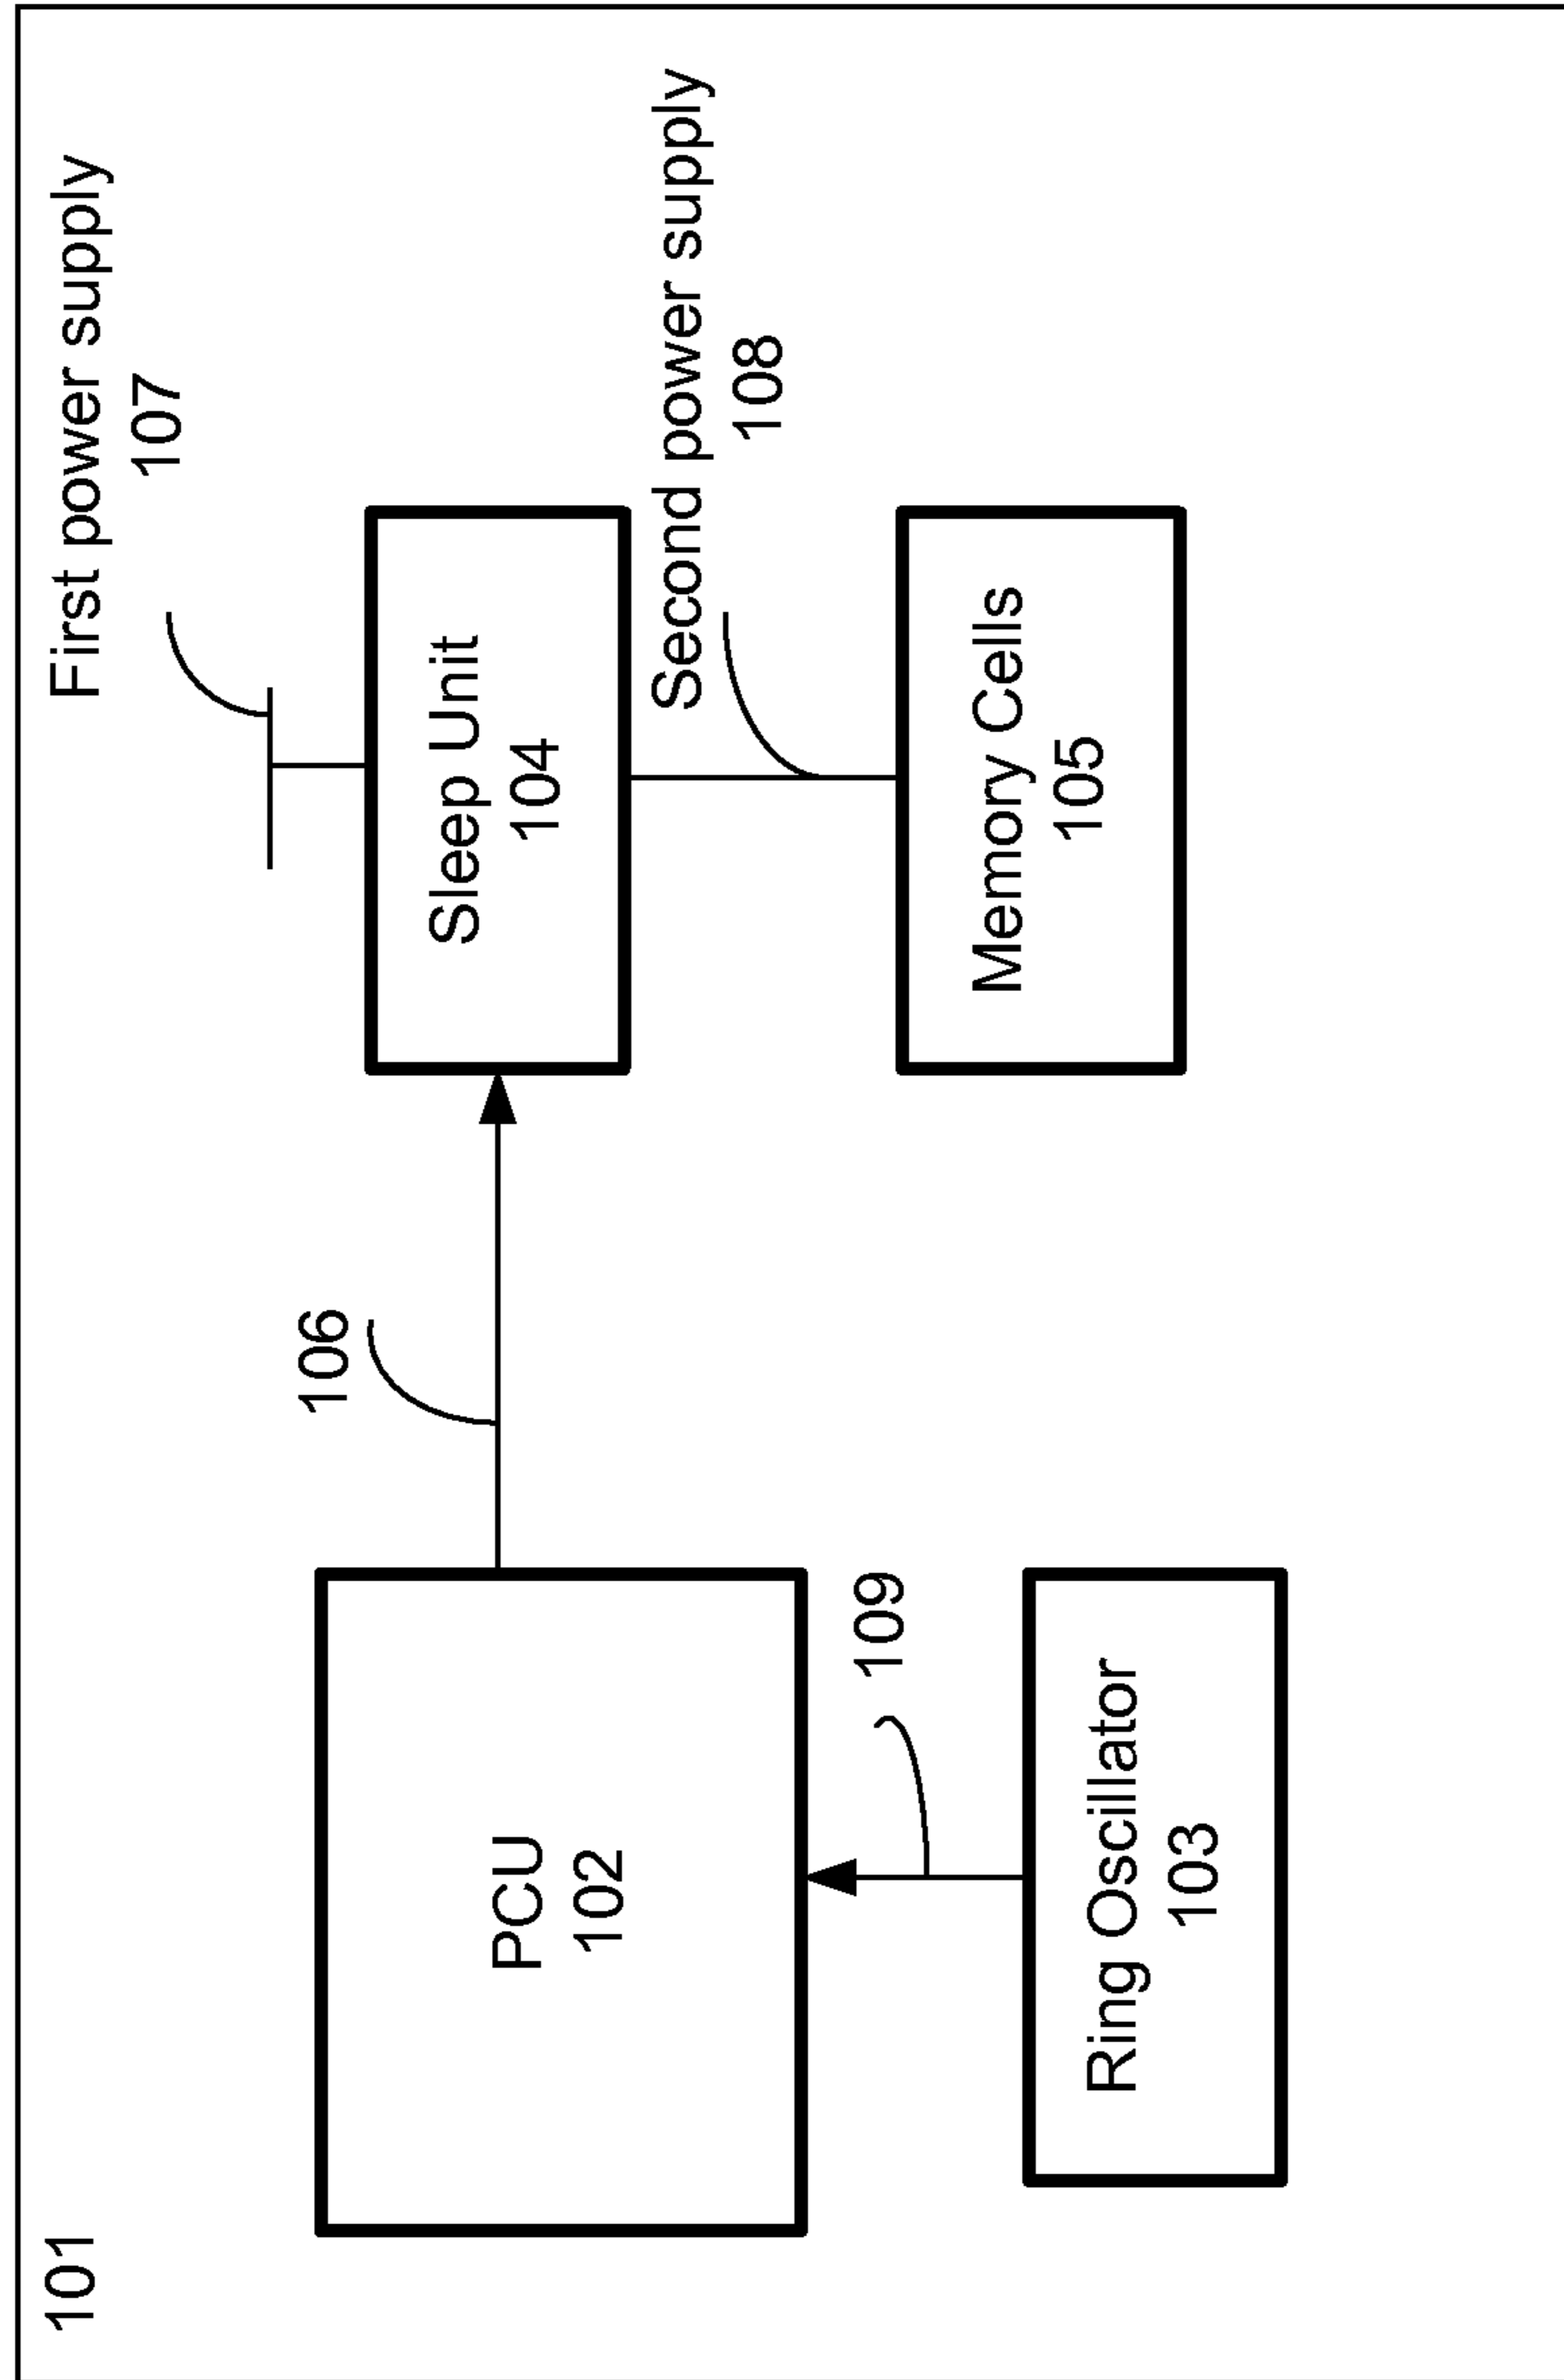 101
First power supply
107
106
Sleep Unit
104
PCU
102
Second power supply
108
109
Memory Cells
105
Ring Oscillator
103